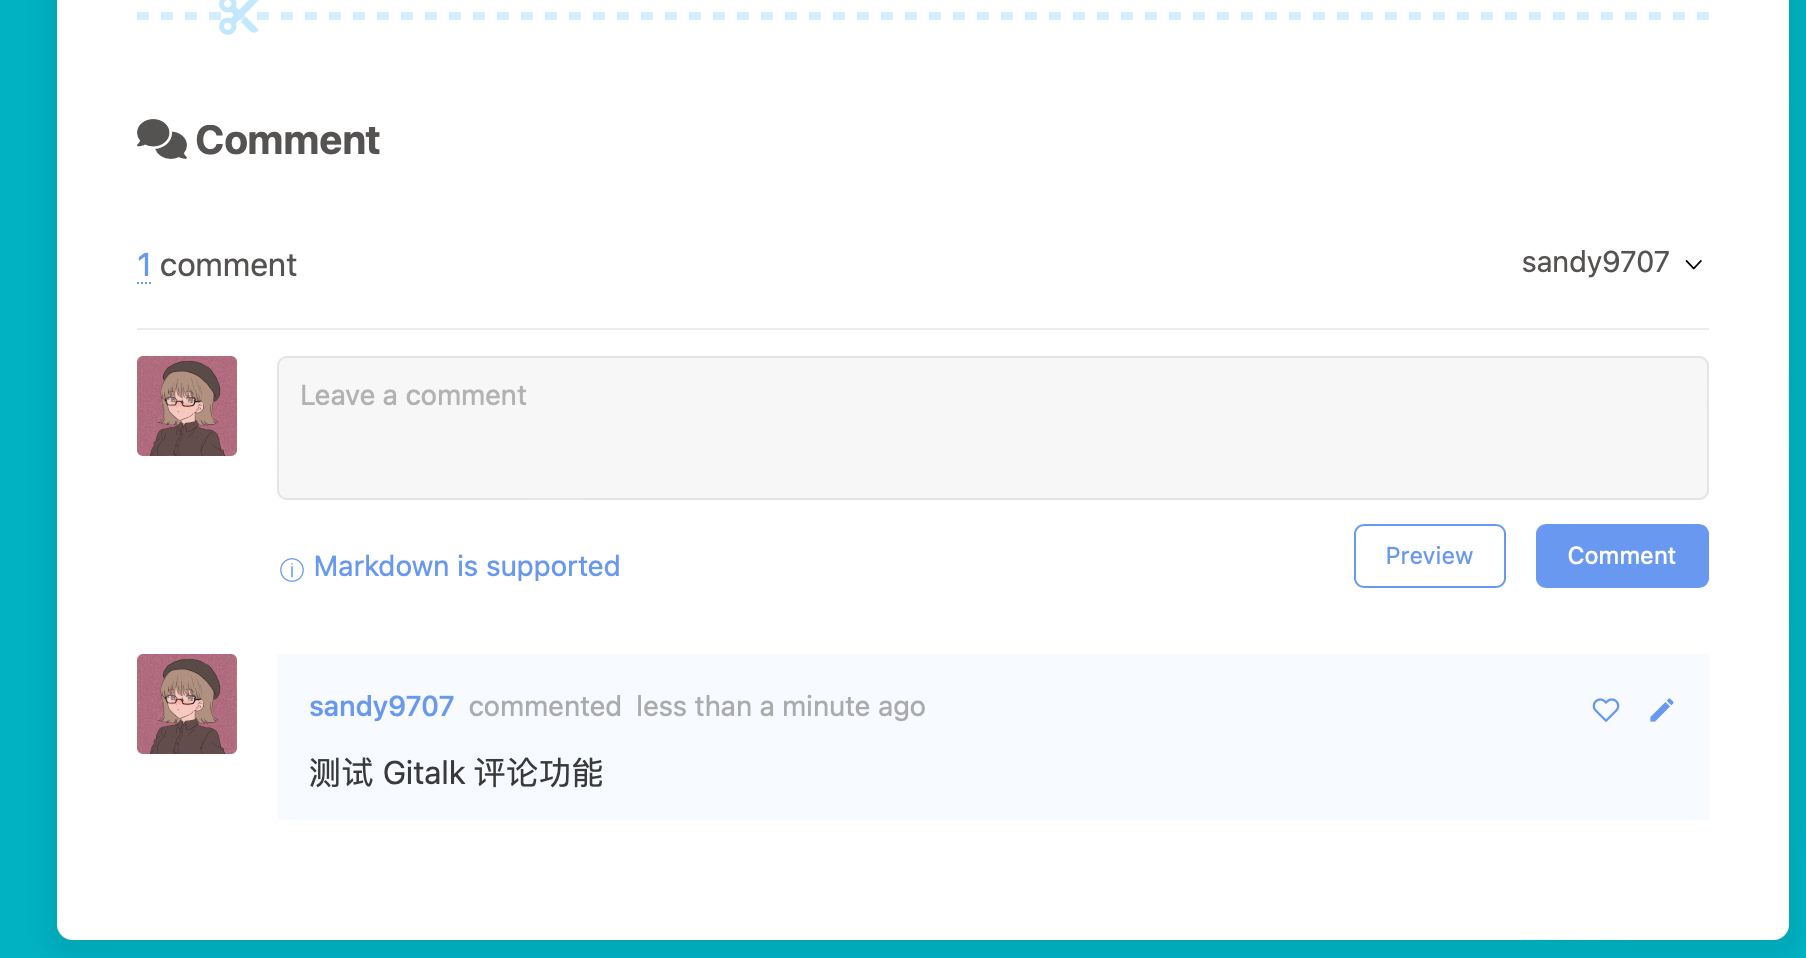 Comment
1 comment
sandy9707
Leave a comment
Markdown is supported
Preview
Comment
sandy9707 commented less than a minute ago
测试 Gitalk 评论功能